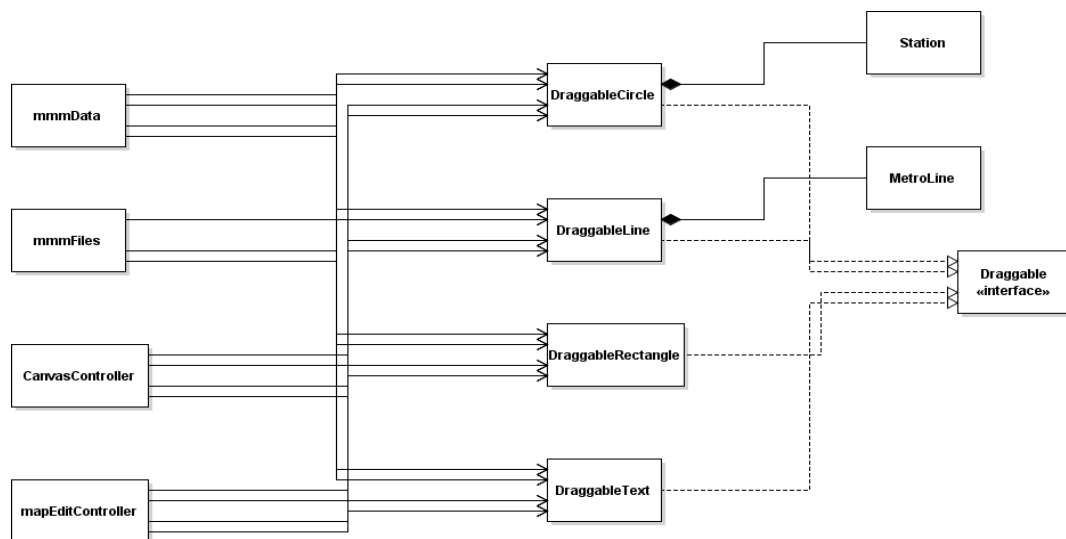 Station
DraggableCircle
mmmData
MetroLine
mmmFiles
DraggableLine
Draggable
«interface»
DraggableRectangle
CanvasController
DraggableText
mapEditController